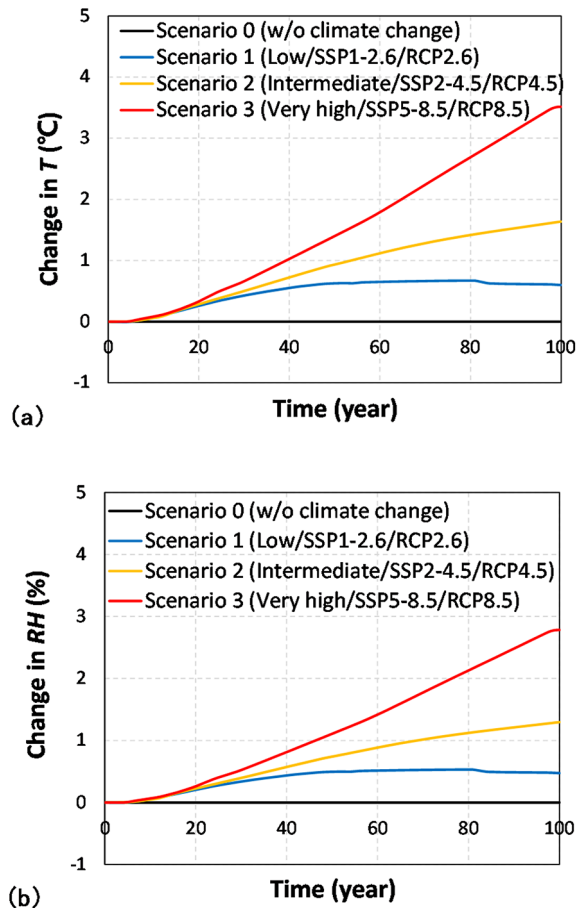 5
Scenario 0 (w/o climate change)
Scenario 1 (Low/SSP1-2.6/RCP2.6)
4
Scenario 2 (Intermediate/SSP2-4.5/RCP4.5)
Scenario 3 (Very high/SSP5-8.5/RCP8.5)
3
2
1
0
-1
Change in T (℃)
0 20 40 60 80 100
Time (year)
(a)
5
Scenario 0 (w/o climate change)
Scenario 1 (Low/SSP1-2.6/RCP2.6)
4
Scenario 2 (Intermediate/SSP2-4.5/RCP4.5)
Scenario 3 (Very high/SSP5-8.5/RCP8.5)
3
2
1
0
-1
Change in RH (%)
0 20 40 60 80 100
Time (year)
(b)